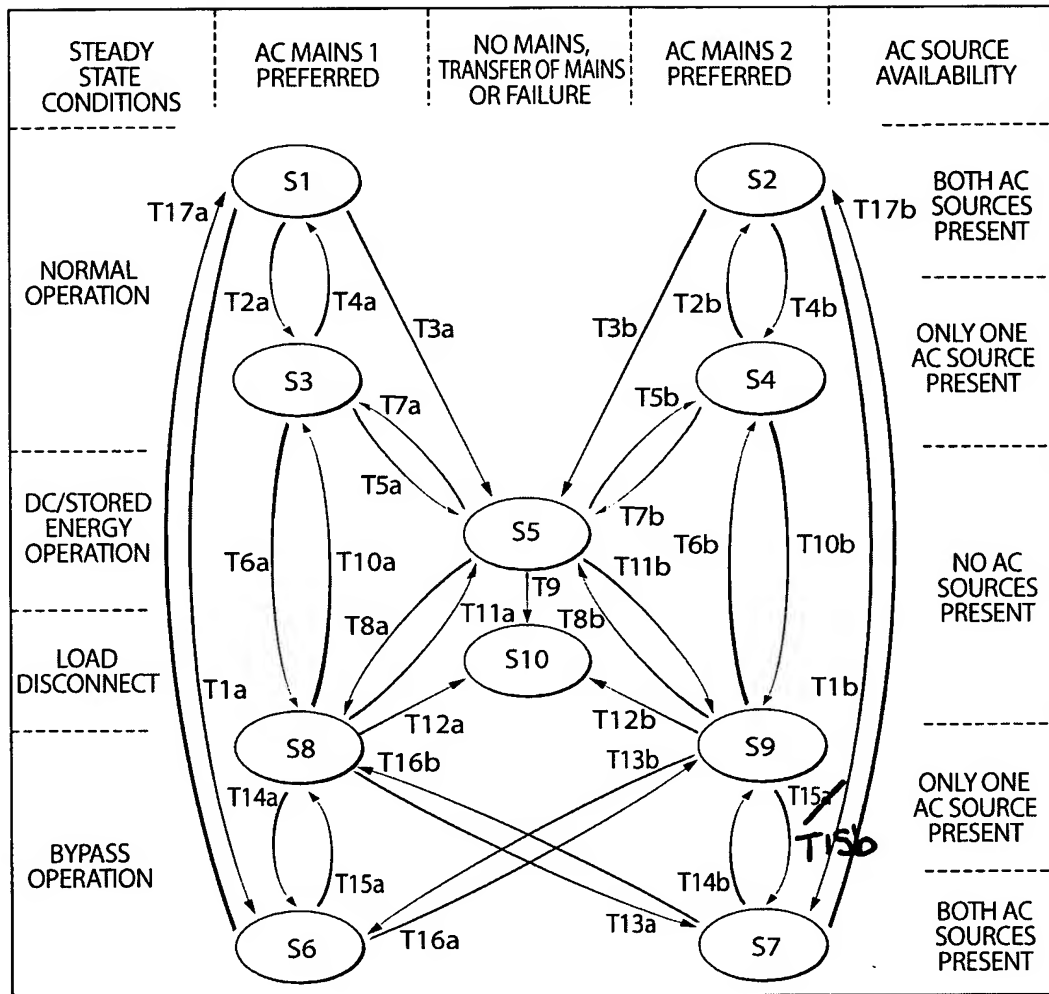 STEADY
STATE
CONDITIONS
AC MAINS 1
PREFERRED
NO MAINS,
TRANSFER OF MAINS
OR FAILURE
AC MAINS 2
PREFERRED
AC SOURCE
AVAILABILITY
S1
S2
BOTH AC
SOURCES
PRESENT
T17a
T17b
NORMAL
OPERATION
T2a
T4a
T3a
T3b
T2b
T4b
ONLY ONE
AC SOURCE
PRESENT
S3
S4
T7a
T5b
T5a
T7b
DC/STORED
ENERGY
OPERATION
S5
T6a
T10a
T9
T11b
T6b
T10b
NO AC
SOURCES
PRESENT
T8a
T11a
T8b
S10
LOAD
DISCONNECT
T1a
T1b
T12a
T12b
S8
S9
T16b
T13b
T14a
T15a
T15b
ONLY ONE
AC SOURCE
PRESENT
BYPASS
OPERATION
T15a
T14b
T16a
T13a
S6
S7
BOTH AC
SOURCES
PRESENT